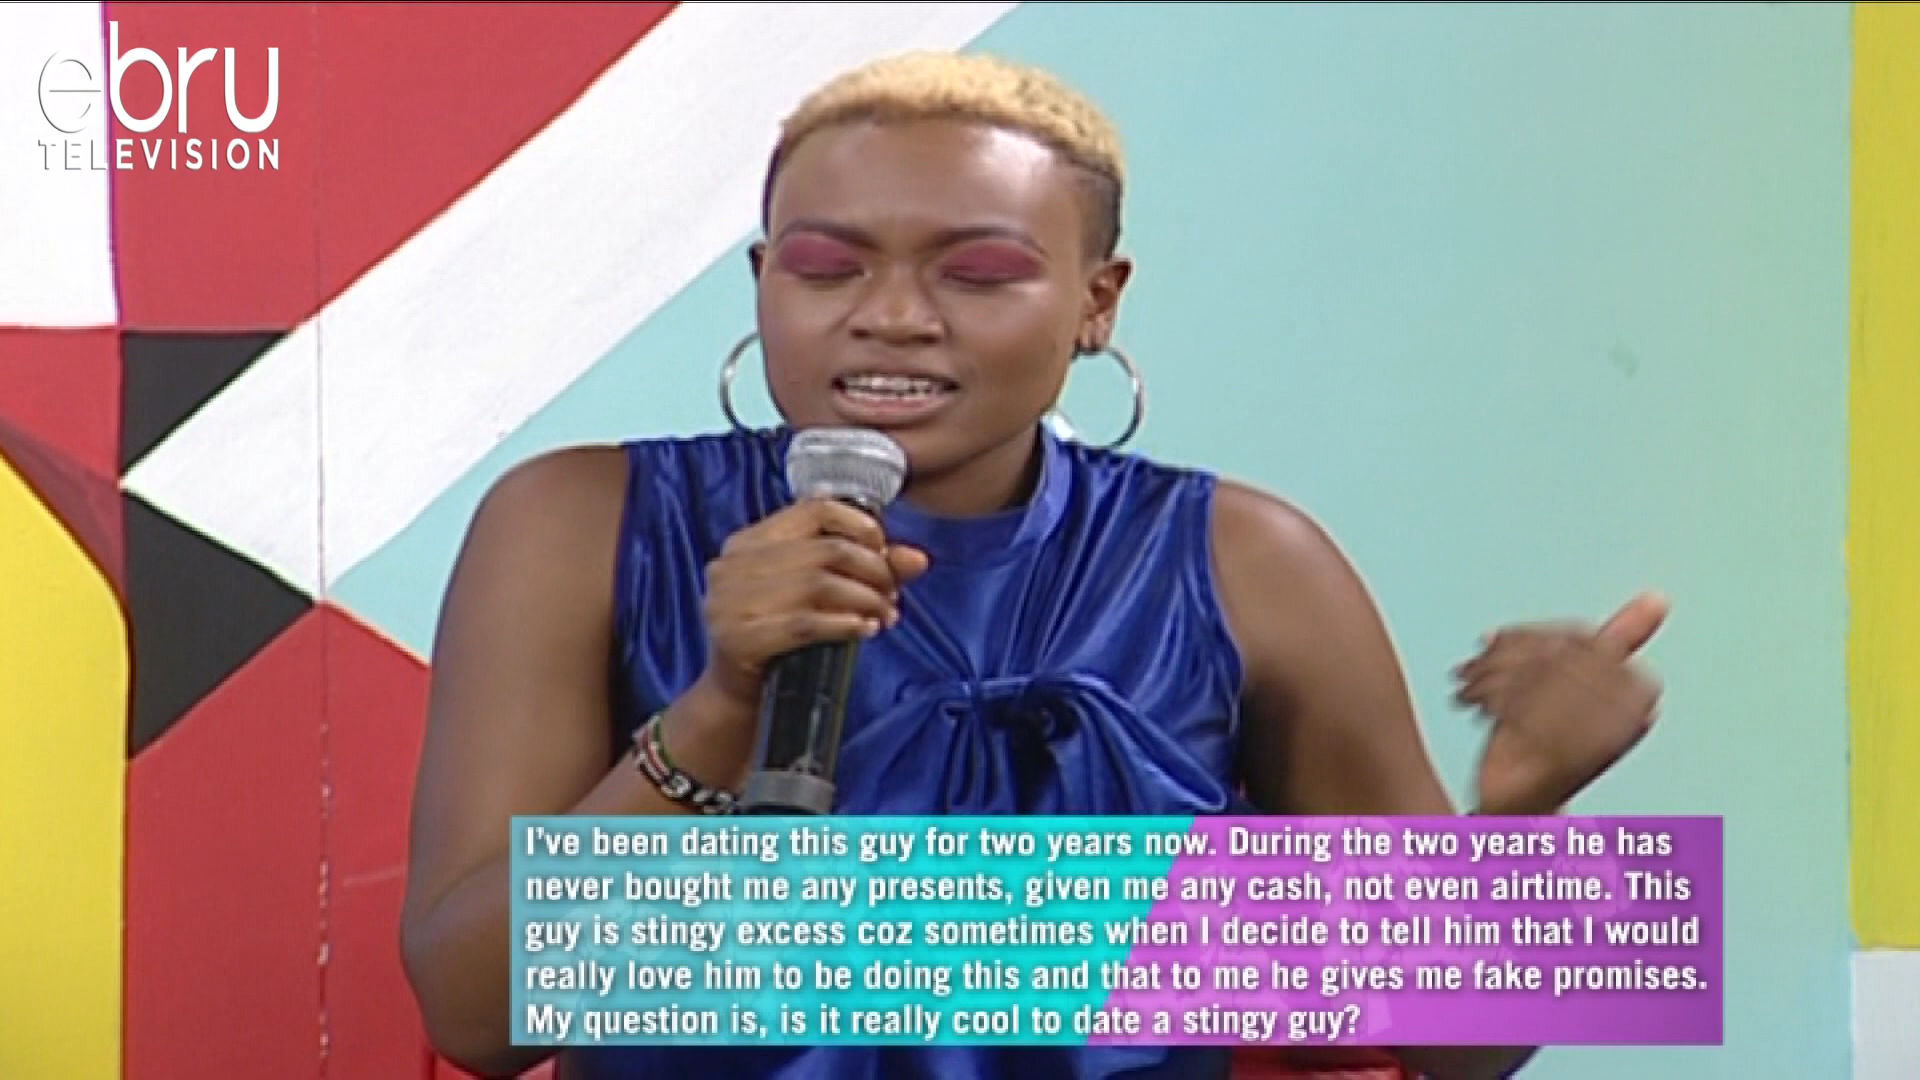 ebru
TELEVISION
I've been dating this guy for two years now. During the two years he has
never bought me any presents, given me any cash, not even airtime. This
guy is stingy excess coz sometimes when I decide to tell him that I would
really love him to be doing this and that to me he gives me fake promises.
My question is, is it really cool to date a stingy guy?